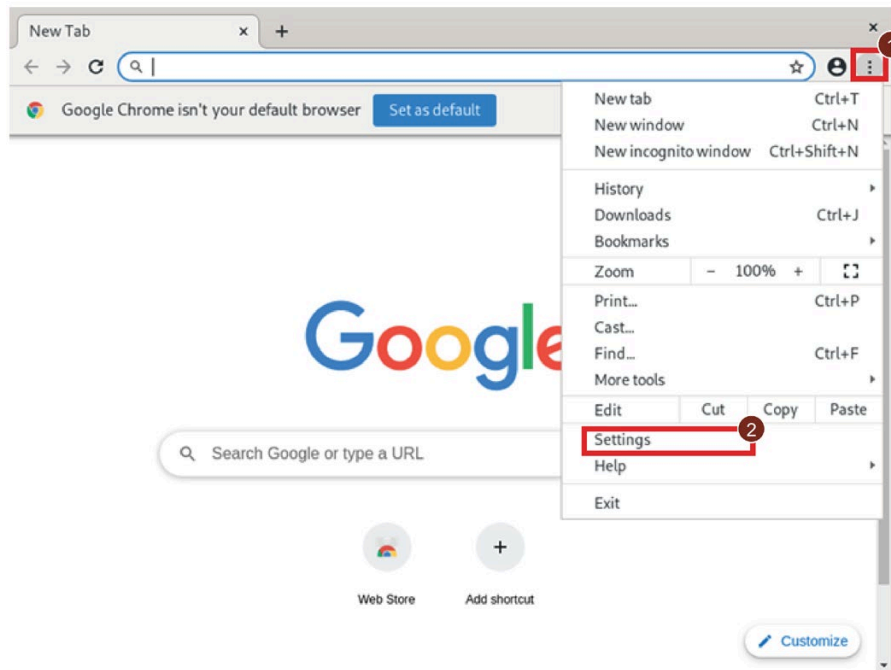 New Tab
1
Google Chrome isn't your default browser Set as default
New tab Ctrl+T
New window Ctrl+N
New incognito window Ctrl+Shift+N
History
Downloads Ctrl+J
Bookmarks
Zoom - 100% +
Print... Ctrl+P
Cast...
Find... Ctrl+F
More tools
Edit Cut Copy Paste
2
Settings
Help
Exit
Google
Search Google or type a URL
Web Store Add shortcut
Customize